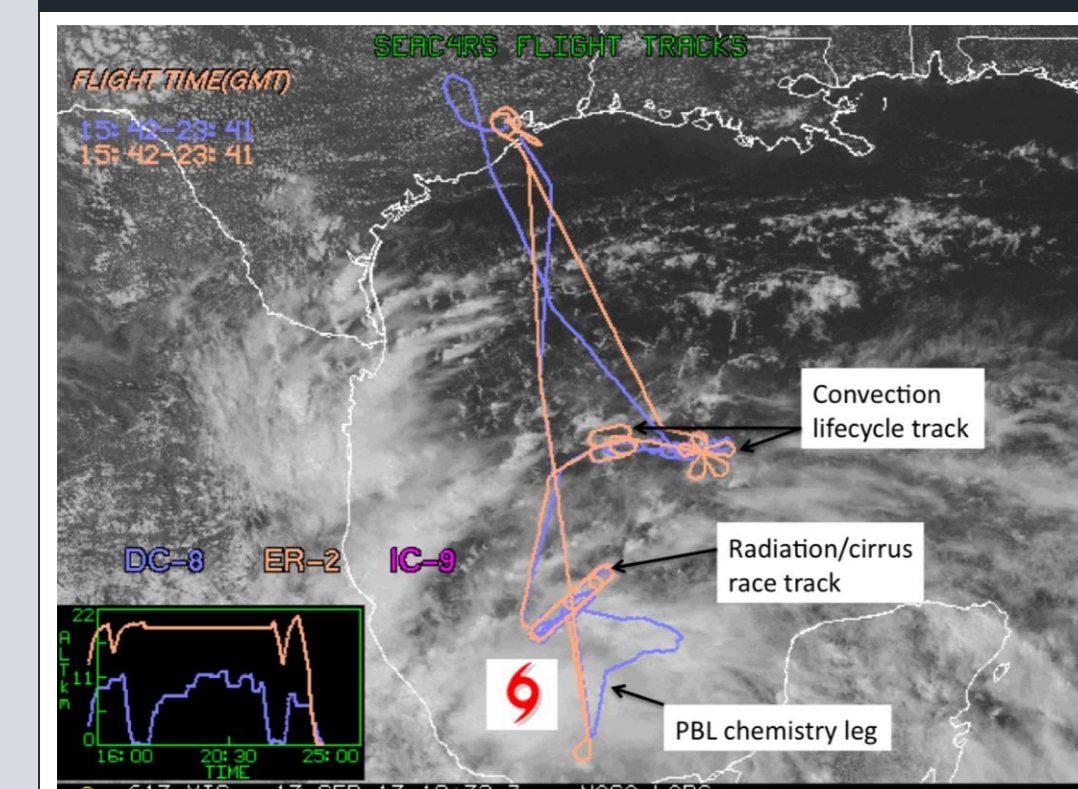 SEAC4RS FLIGHT TRACKS
FLIGHT TIME(GMT)
15:42-23:41
15:42-23:41
Convection
lifecycle track
DC-8 ER-2 IC-9
Radiation/cirrus
race track
PBL chemistry leg
22
ALT km
11
0
16:00 20:30 25:00
TIME